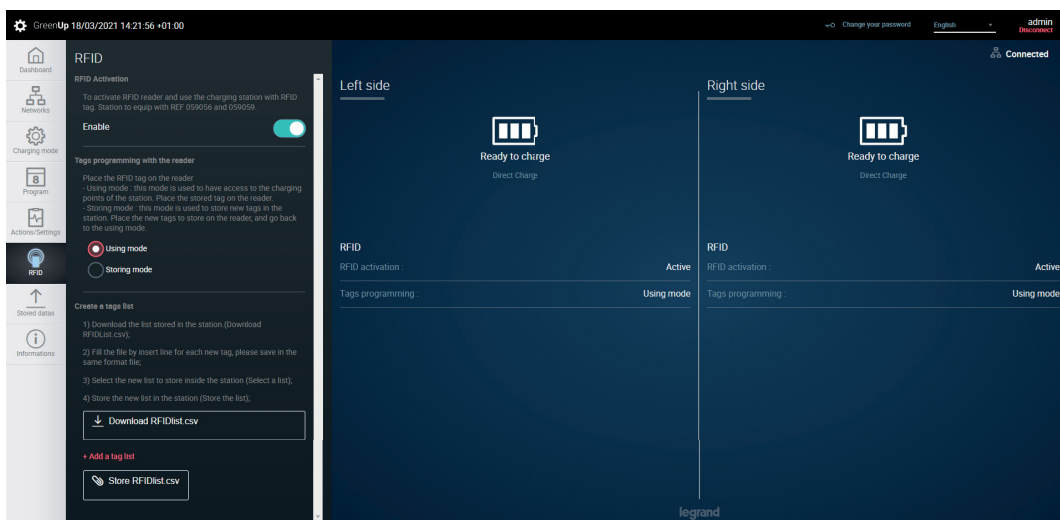 GreenUp 18/03/2021 14:21:56 +01:00
Change your password
English
admin
Disconnect
Dashboard
Networks
Charging mode
8
Program
Actions/Settings
RFID
Stored datas
Informations
RFID
RFID Activation
To activate RFID reader and use the charging station with RFID
tag. Station to equip with REF 059056 and 059059.
Enable
Tags programming with the reader
Place the RFID tag on the reader
- Using mode : this mode is used to have access to the charging
points of the station. Place the stored tag on the reader.
- Storing mode : this mode is used to store new tags in the
station. Place the new tags to store on the reader, and go back
to the using mode.
Using mode
Storing mode
Create a tags list
1) Download the list stored in the station (Download
RFIDList.csv);
2) Fill the file by insert line for each new tag, please save in the
same format file;
3) Select the new list to store inside the station (Select a list);
4) Store the new list in the station (Store the list);
Download RFIDlist.csv
+ Add a tag list
Store RFIDlist.csv
Connected
Left side
Ready to charge
Direct Charge
RFID
RFID activation :
Active
Tags programming :
Using mode
Right side
Ready to charge
Direct Charge
RFID
RFID activation :
Active
Tags programming :
Using mode
legrand